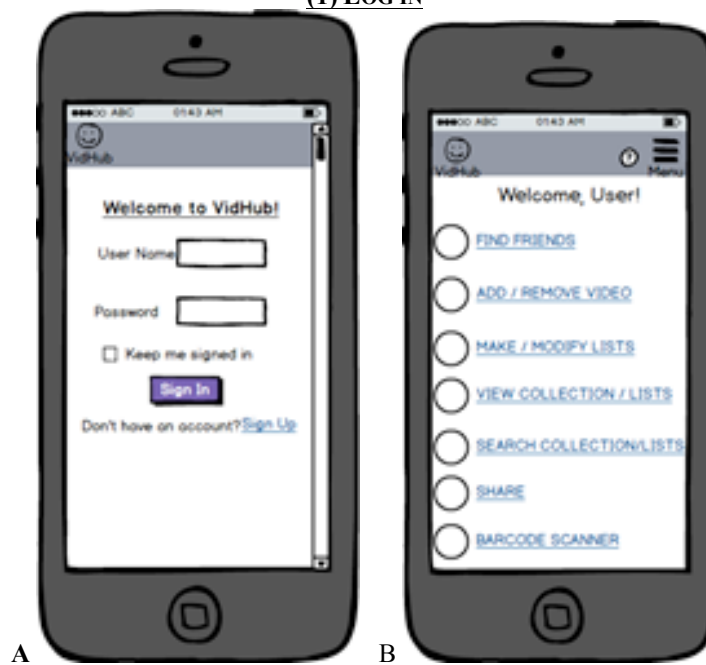 (1) LOG IN
ABC 01:43 AM
VidHub
Welcome to VidHub!
User Name
Password
Keep me signed in
Sign In
Don't have an account? Sign Up
A
ABC 01:43 AM
VidHub
?
Menu
Welcome, User!
FIND FRIENDS
ADD / REMOVE VIDEO
MAKE / MODIFY LISTS
VIEW COLLECTION / LISTS
SEARCH COLLECTION/LISTS
SHARE
BARCODE SCANNER
B